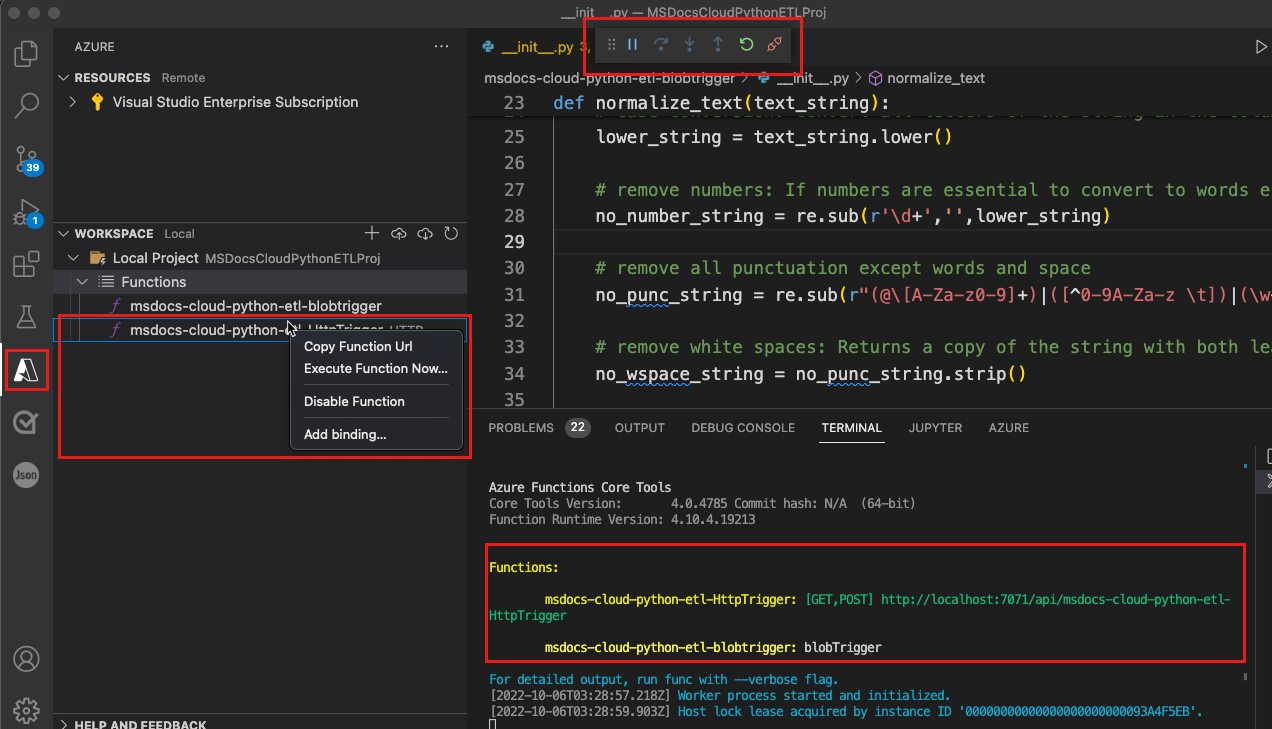 __init__.py — MSDocsCloudPythonETLProj
AZURE
RESOURCES Remote
Visual Studio Enterprise Subscription
39
1
WORKSPACE Local
Local Project MSDocsCloudPythonETLProj
Functions
msdocs-cloud-python-etl-blobtrigger
msdocs-cloud-python-etl-HttpTrigger HTTP
Copy Function Url
Execute Function Now...
Disable Function
Add binding...
Json
HELP AND FEEDBACK
__init__.py 3,
msdocs-cloud-python-etl-blobtrigger > __init__.py > normalize_text
23 def normalize_text(text_string):
25 lower_string = text_string.lower()
26
27 # remove numbers: If numbers are essential to convert to words e
28 no_number_string = re.sub(r'\d+','',lower_string)
29
30 # remove all punctuation except words and space
31 no_punc_string = re.sub(r"(@\[A-Za-z0-9]+)|([^0-9A-Za-z \t])|(\w
32
33 # remove white spaces: Returns a copy of the string with both lea
34 no_wspace_string = no_punc_string.strip()
35
PROBLEMS 22 OUTPUT DEBUG CONSOLE TERMINAL JUPYTER AZURE
Azure Functions Core Tools
Core Tools Version: 4.0.4785 Commit hash: N/A (64-bit)
Function Runtime Version: 4.10.4.19213
Functions:
msdocs-cloud-python-etl-HttpTrigger: [GET,POST] http://localhost:7071/api/msdocs-cloud-python-etl-
HttpTrigger
msdocs-cloud-python-etl-blobtrigger: blobTrigger
For detailed output, run func with --verbose flag.
[2022-10-06T03:28:57.218Z] Worker process started and initialized.
[2022-10-06T03:28:59.903Z] Host lock lease acquired by instance ID '000000000000000000000000093A4F5EB'.